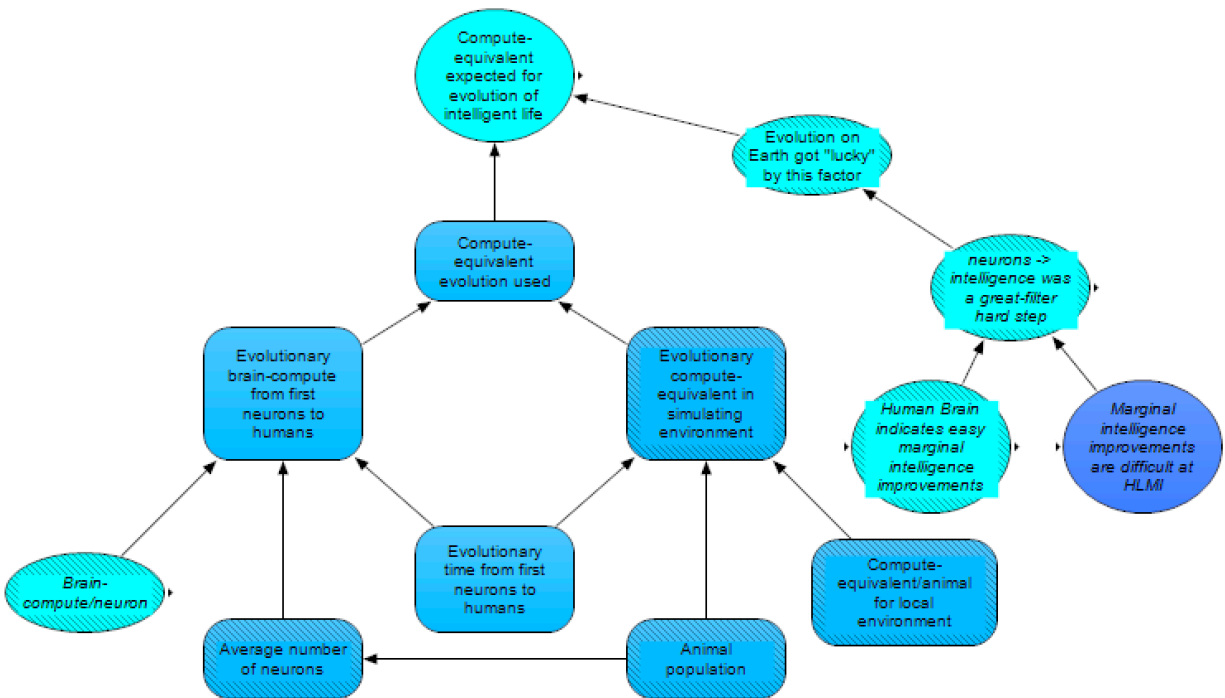 Compute-
equivalent
expected for
evolution of
intelligent life
Evolution on
Earth got "lucky"
by this factor
Compute-
equivalent
evolution used
neurons ->
intelligence was
a great-filter
hard step
Evolutionary
brain-compute
from first
neurons to
humans
Evolutionary
compute-
equivalent in
simulating
environment
Human Brain
indicates easy
marginal
intelligence
improvements
Marginal
intelligence
improvements
are difficult at
HLMI
Brain-
compute/neuron
Evolutionary
time from first
neurons to
humans
Compute-
equivalent/animal
for local
environment
Average number
of neurons
Animal
population